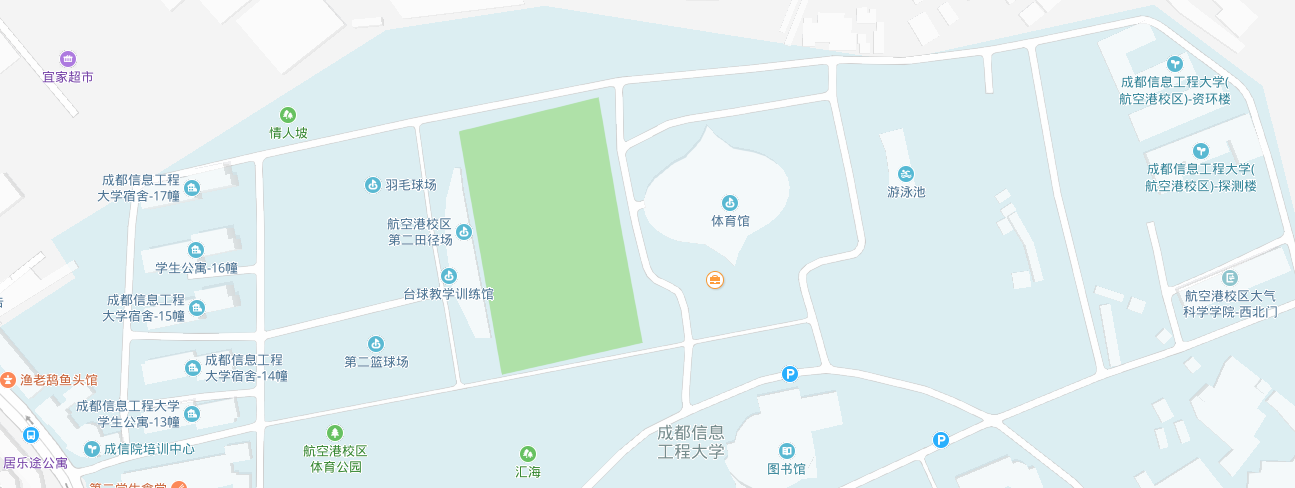 宜家超市
情人坡
成都信息工程
大学宿舍-17幢
羽毛球场
航空港校区
第二田径场
学生公寓-16幢
成都信息工程
大学宿舍-15幢
台球教学训练馆
第二篮球场
成都信息工程
大学宿舍-14幢
渔老鸹鱼头馆
成都信息工程大学
学生公寓-13幢
成信院培训中心
居乐途公寓
航空港校区
体育公园
汇海
体育馆
游泳池
成都信息工程大学(
航空港校区)-资环楼
成都信息工程大学(
航空港校区)-探测楼
航空港校区大气
科学学院-西北门
P
P
成都信息
工程大学
图书馆